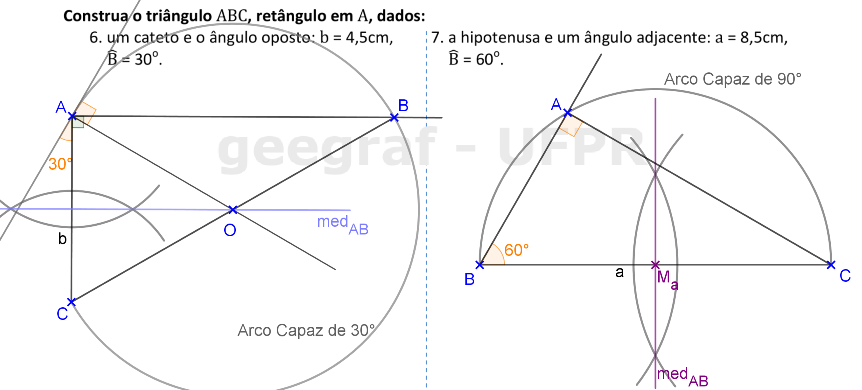 Construa o triângulo ABC, retângulo em A, dados:
6. um cateto e o ângulo oposto: b = 4,5cm,
B̂ = 30°.
A
B
30°
b
O
med AB
C
Arco Capaz de 30°
7. a hipotenusa e um ângulo adjacente: a = 8,5cm,
B̂ = 60°.
Arco Capaz de 90°
A
60°
B
a
Ma
C
med AB
geegraf - UFPR